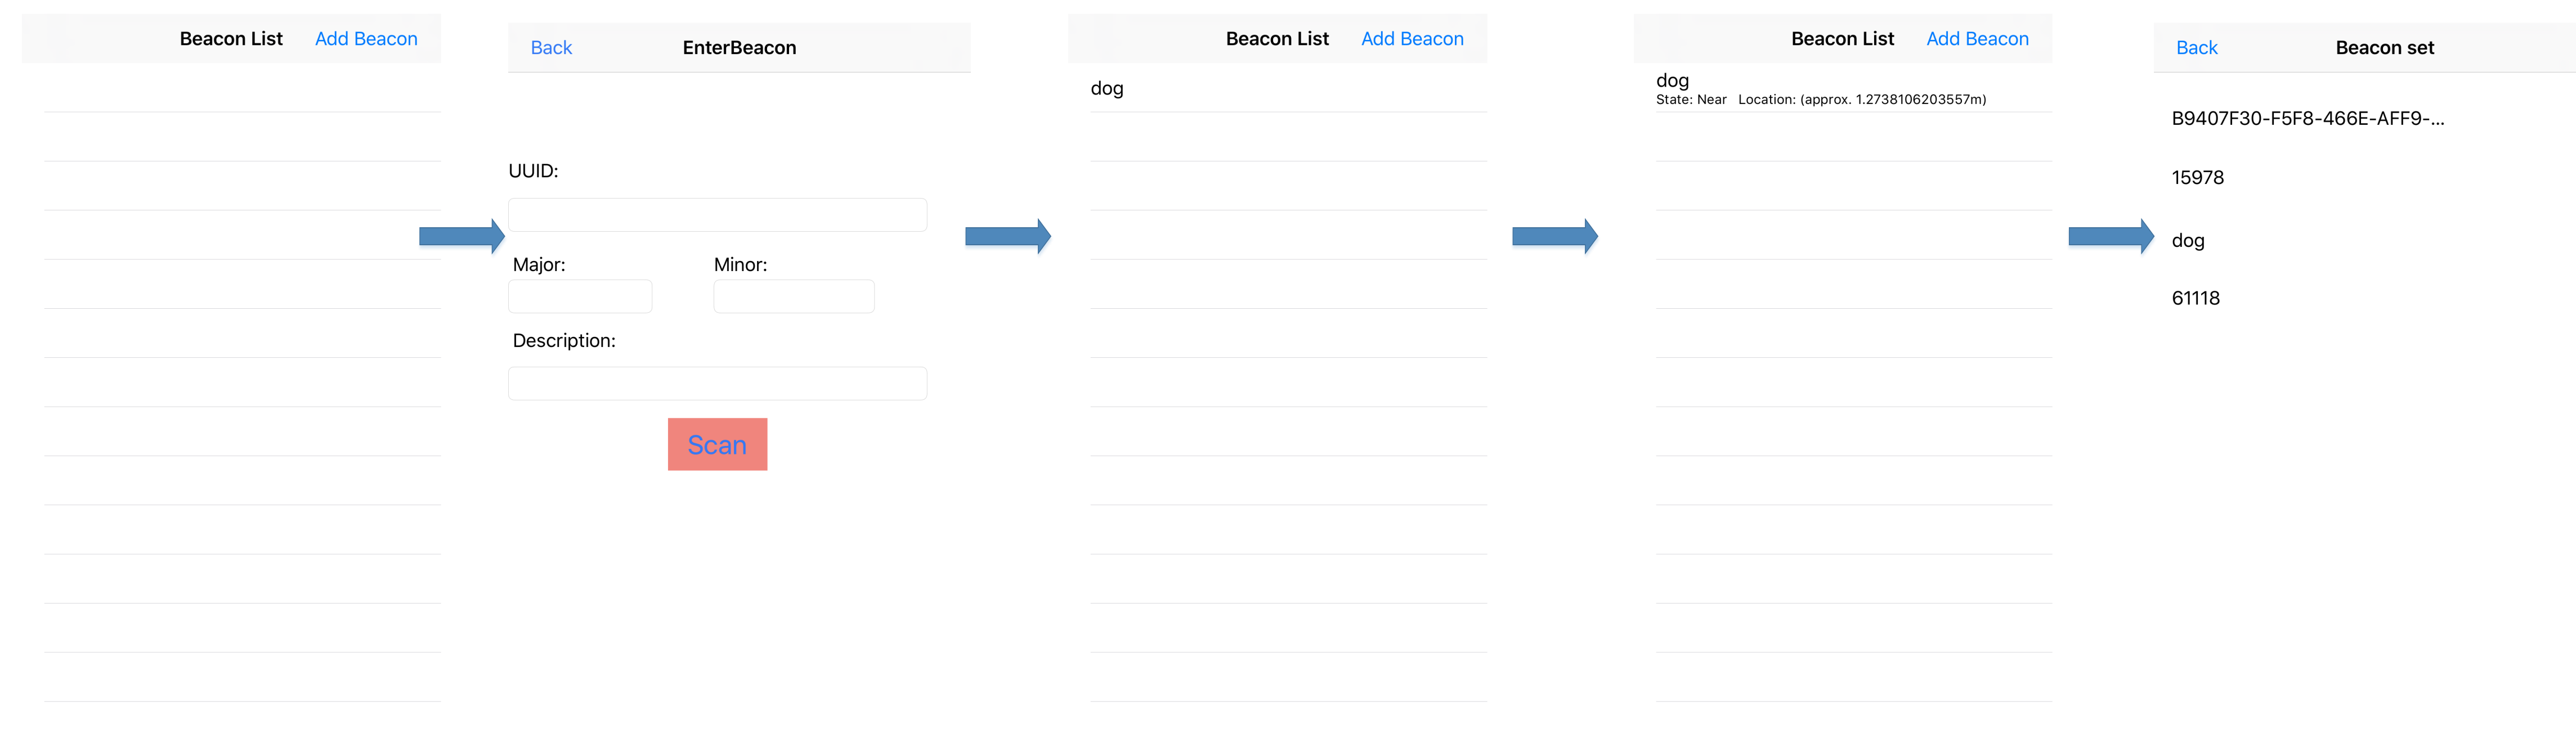 Beacon List Add Beacon
Back EnterBeacon
UUID:
Major: Minor:
Description:
Scan
Beacon List Add Beacon
dog
Beacon List Add Beacon
dog
State: Near Location: (approx. 1.2738106203557m)
Back Beacon set
B9407F30-F5F8-466E-AFF9-...
15978
dog
61118